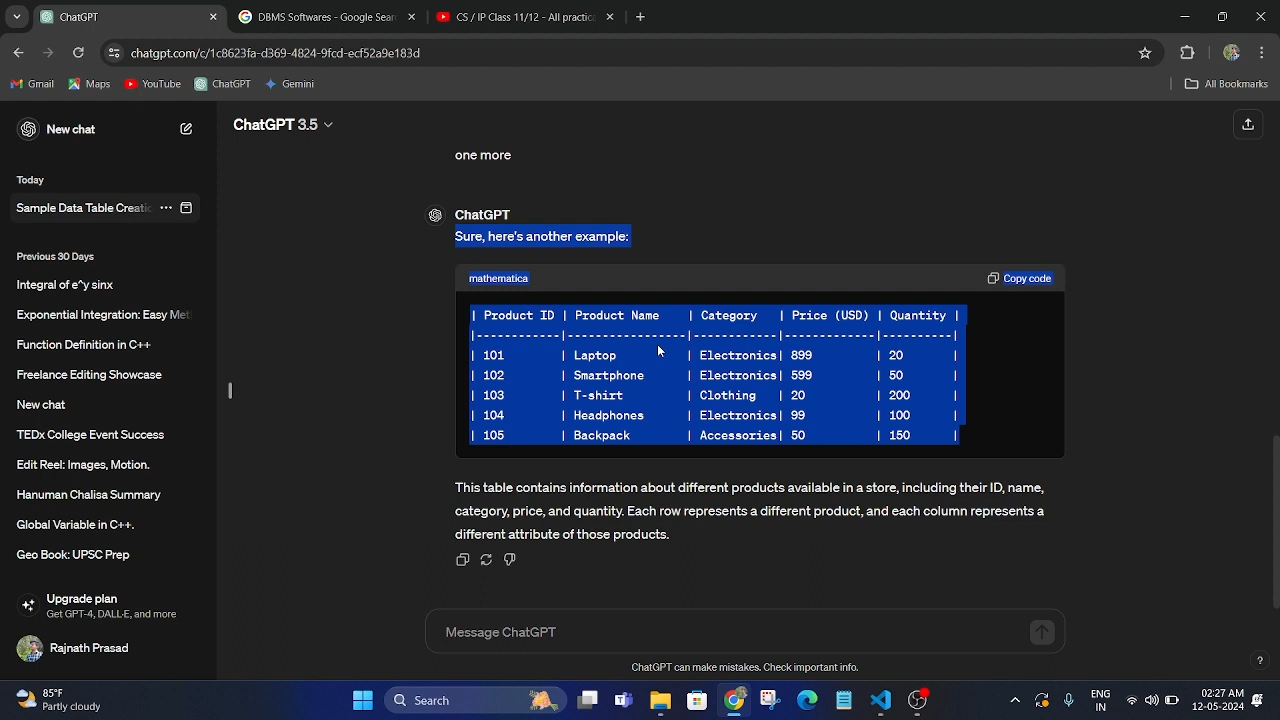 ChatGPT
DBMS Softwares - Google Sear
CS / IP Class 11/12 - All practica
chatgpt.com/c/1c8623fa-d369-4824-9fcd-ecf52a9e183d
Gmail
Maps
YouTube
ChatGPT
Gemini
All Bookmarks
New chat
ChatGPT 3.5
Today
Sample Data Table Creatic
Previous 30 Days
Integral of e^y sinx
Exponential Integration: Easy Met
Function Definition in C++
Freelance Editing Showcase
New chat
TEDx College Event Success
Edit Reel: Images, Motion.
Hanuman Chalisa Summary
Global Variable in C++.
Geo Book: UPSC Prep
Upgrade plan
Get GPT-4, DALL·E, and more
Rajnath Prasad
one more
ChatGPT
Sure, here's another example:
mathematica
Copy code
| Product ID | Product Name | Category | Price (USD) | Quantity |
|------------|-----------------|------------|-------------|----------|
| 101 | Laptop | Electronics| 899 | 20 |
| 102 | Smartphone | Electronics| 599 | 50 |
| 103 | T-shirt | Clothing | 20 | 200 |
| 104 | Headphones | Electronics| 99 | 100 |
| 105 | Backpack | Accessories| 50 | 150 |
This table contains information about different products available in a store, including their ID, name,
category, price, and quantity. Each row represents a different product, and each column represents a
different attribute of those products.
Message ChatGPT
ChatGPT can make mistakes. Check important info.
?
85°F
Partly cloudy
Search
ENG
IN
02:27 AM
12-05-2024